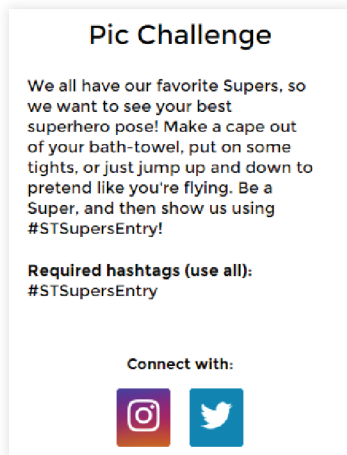 Pic Challenge
We all have our favorite Supers, so
we want to see your best
superhero pose! Make a cape out
of your bath-towel, put on some
tights, or just jump up and down to
pretend like you're flying. Be a
Super, and then show us using
#STSupersEntry!
Required hashtags (use all):
#STSupersEntry
Connect with: